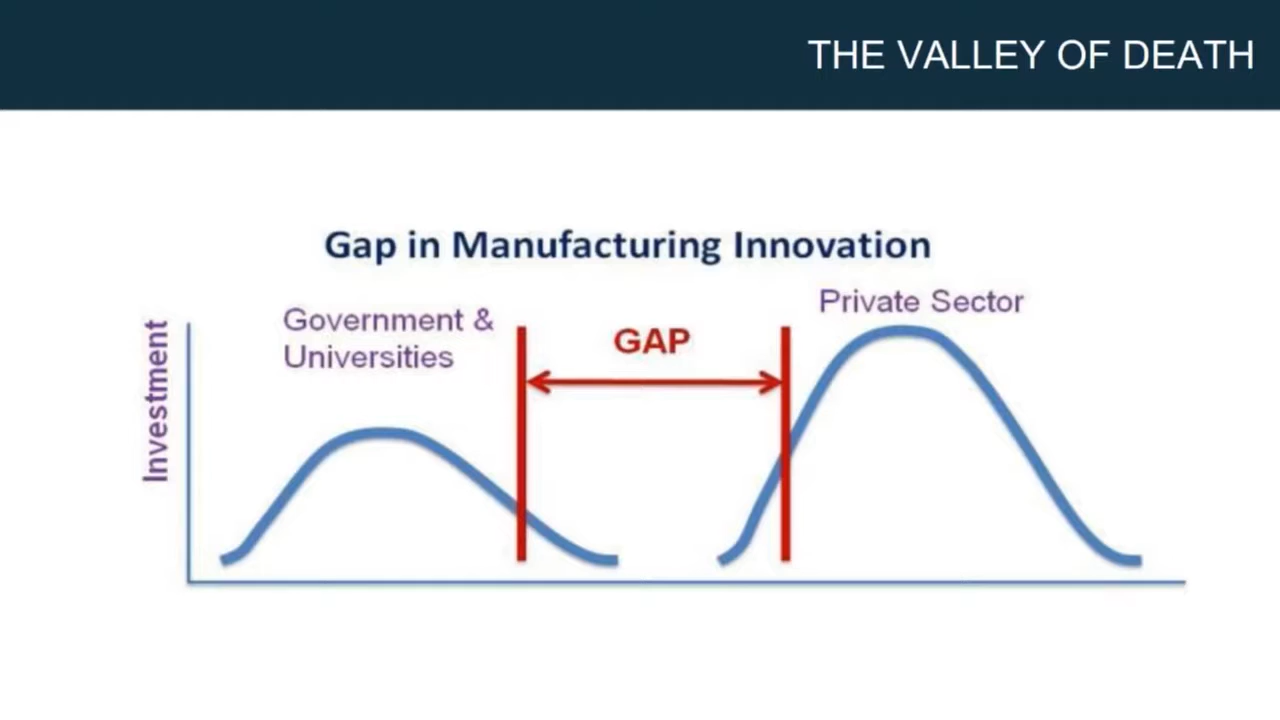 THE VALLEY OF DEATH
Gap in Manufacturing Innovation
Government &
Universities
GAP
Private Sector
Investment